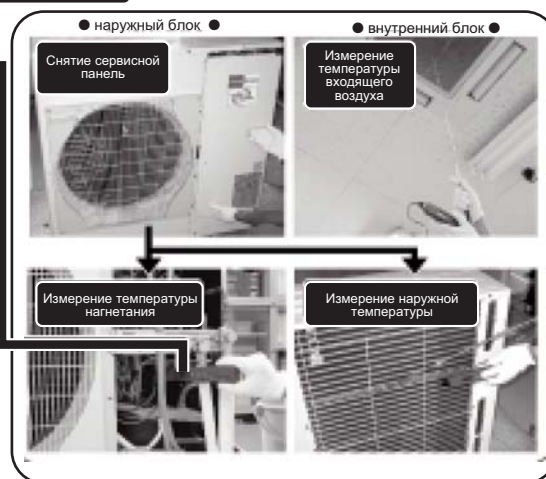 ● наружный блок ●
● внутренний блок ●
Снятие сервисной
панель
Измерение
температуры
входящего
воздуха
Измерение температуры
нагнетания
Измерение наружной
температуры